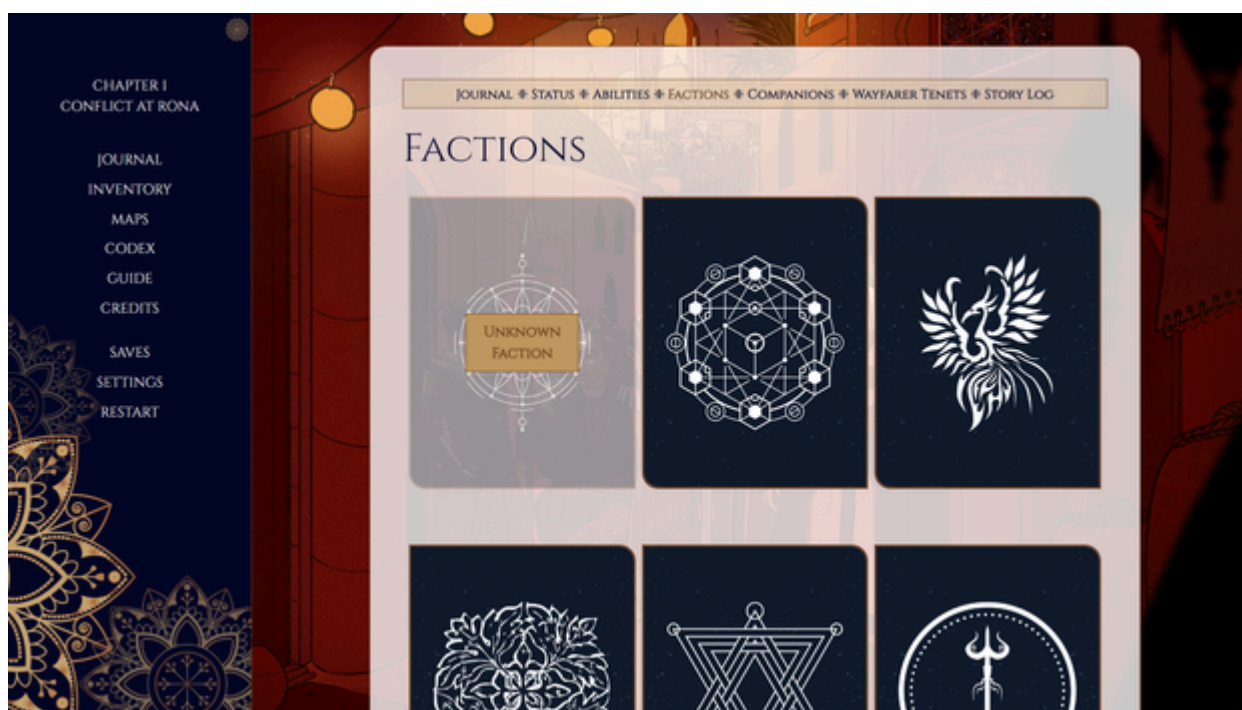 CHAPTER I
CONFLICT AT RONA
JOURNAL
INVENTORY
MAPS
CODEX
GUIDE
CREDITS
SAVES
SETTINGS
RESTART
JOURNAL ⁜ STATUS ⁜ ABILITIES ⁜ FACTIONS ⁜ COMPANIONS ⁜ WAYFARER TENETS ⁜ STORY LOG
FACTIONS
UNKNOWN
FACTION